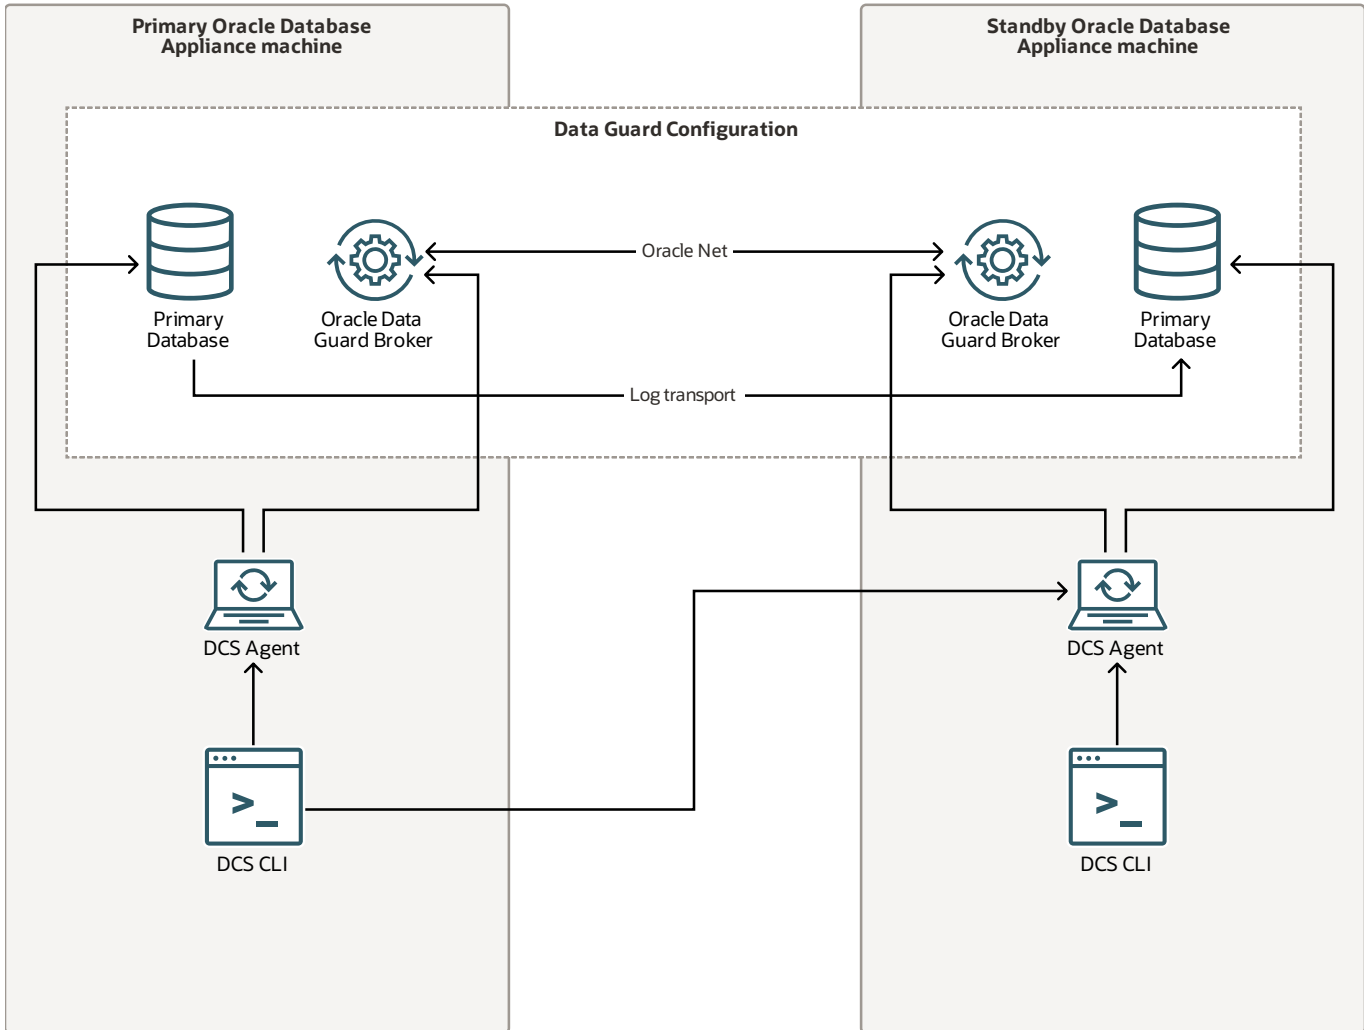 Primary Oracle Database
Appliance machine
Standby Oracle Database
Appliance machine
Data Guard Configuration
Oracle Net
Primary
Database
Oracle Data
Guard Broker
Oracle Data
Guard Broker
Primary
Database
Log transport
DCS Agent
DCS Agent
>_
DCS CLI
>_
DCS CLI